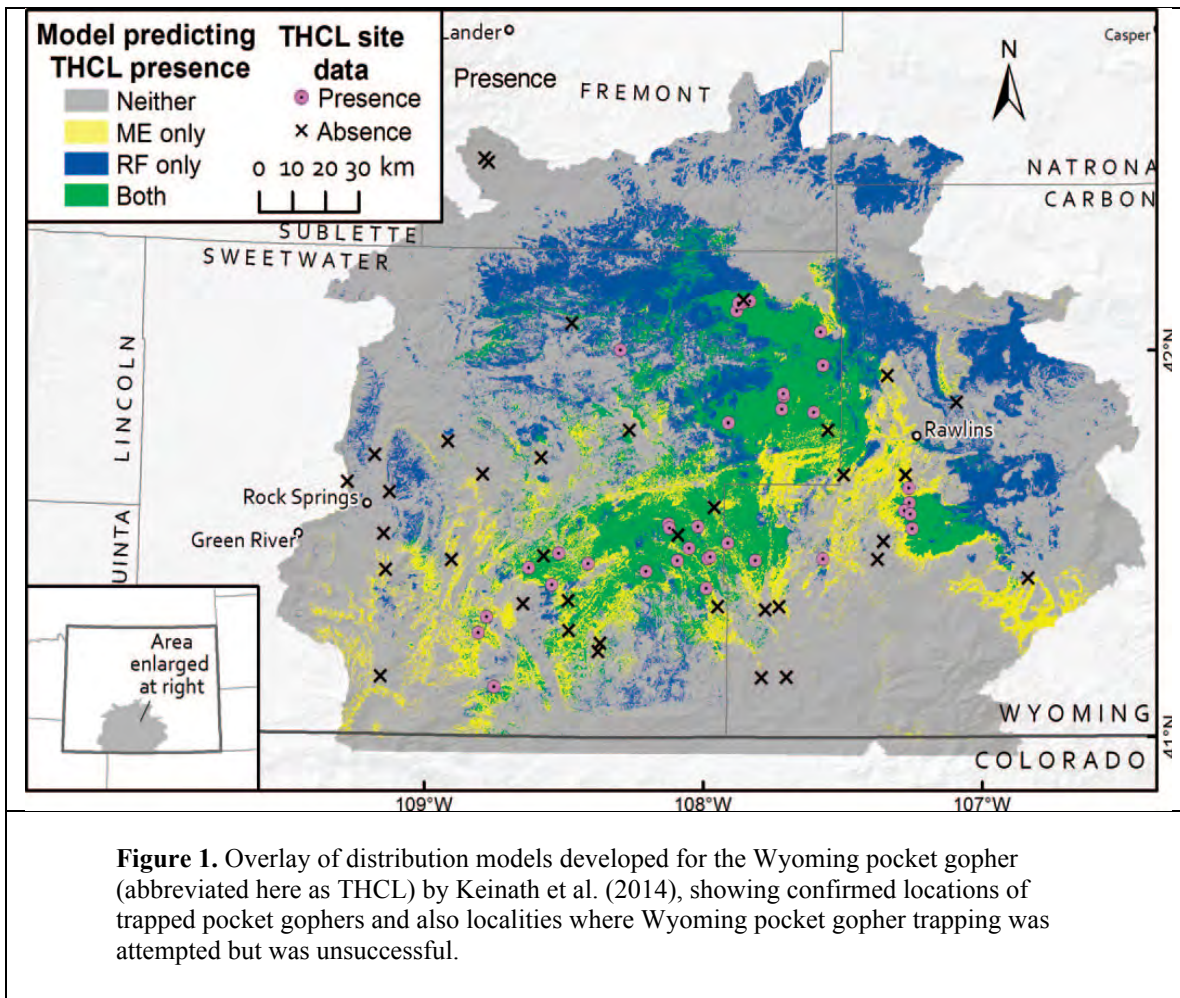 Model predicting
THCL presence
Neither
ME only
RF only
Both
THCL site
data
Presence
Absence
0 10 20 30 km
Lander
Presence
FREMONT
N
Casper
NATRONA
CARBON
SUBLETTE
SWEETWATER
LINCOLN
UINTA
42°N
Rawlins
Rock Springs
Green River
Area
enlarged
at right
WYOMING
COLORADO
41°N
109°W
108°W
107°W
Figure 1. Overlay of distribution models developed for the Wyoming pocket gopher
(abbreviated here as THCL) by Keinath et al. (2014), showing confirmed locations of
trapped pocket gophers and also localities where Wyoming pocket gopher trapping was
attempted but was unsuccessful.